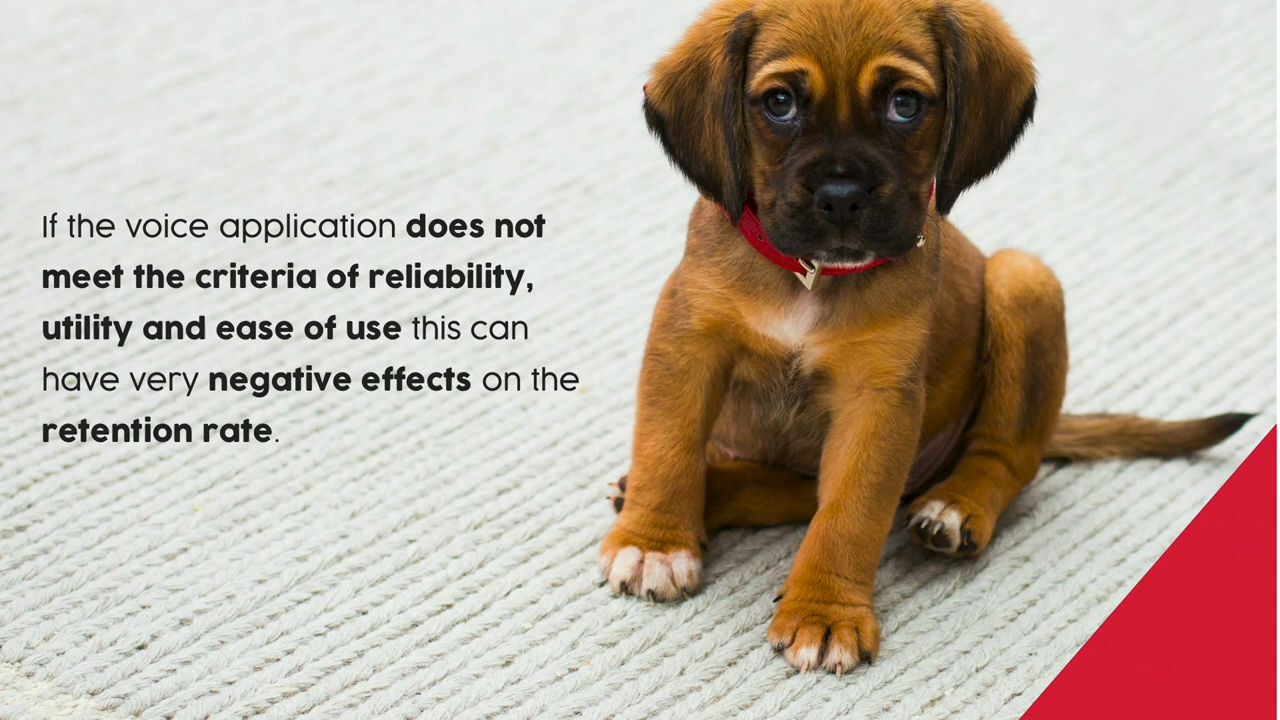 If the voice application does not
meet the criteria of reliability,
utility and ease of use this can
have very negative effects on the
retention rate.